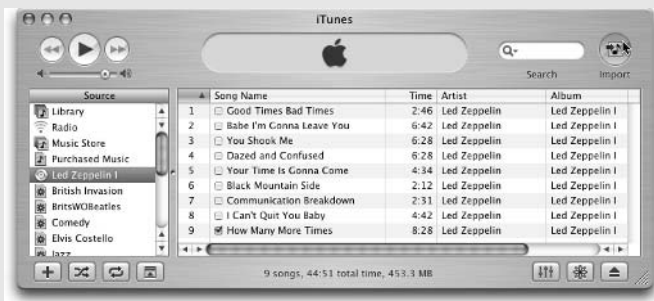 iTunes
Search
Import
Source
Library
Radio
Music Store
Purchased Music
Led Zeppelin I
British Invasion
BritsWOBeatles
Comedy
Elvis Costello
Jazz
Song Name Time Artist Album
1 Good Times Bad Times 2:46 Led Zeppelin Led Zeppelin I
2 Babe I'm Gonna Leave You 6:42 Led Zeppelin Led Zeppelin I
3 You Shook Me 6:28 Led Zeppelin Led Zeppelin I
4 Dazed and Confused 6:28 Led Zeppelin Led Zeppelin I
5 Your Time Is Gonna Come 4:34 Led Zeppelin Led Zeppelin I
6 Black Mountain Side 2:12 Led Zeppelin Led Zeppelin I
7 Communication Breakdown 2:31 Led Zeppelin Led Zeppelin I
8 I Can't Quit You Baby 4:42 Led Zeppelin Led Zeppelin I
9 How Many More Times 8:28 Led Zeppelin Led Zeppelin I
9 songs, 44:51 total time, 453.3 MB